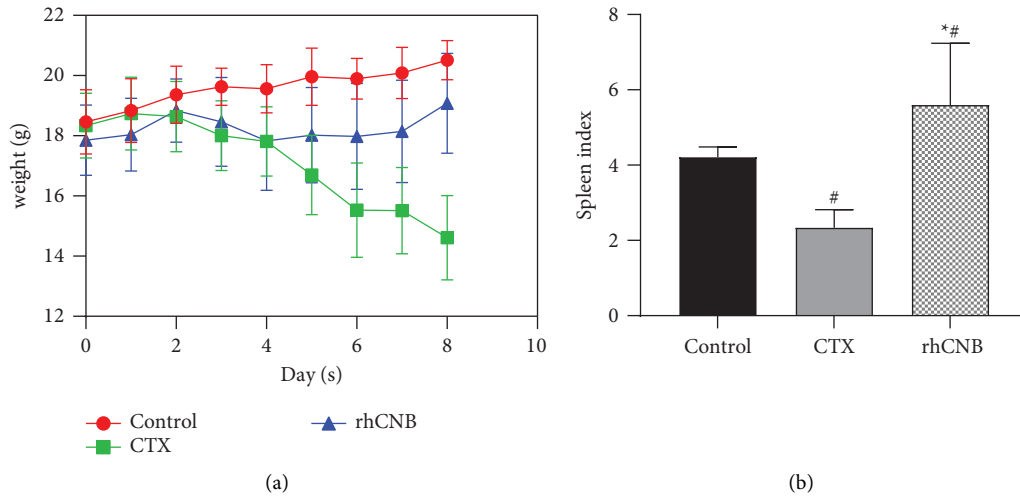 22
20
18
16
14
12
weight (g)
0 2 4 6 8 10
Day (s)
Control
CTX
rhCNB
(a)
8
6
4
2
0
Spleen index
#
*#
Control CTX rhCNB
(b)